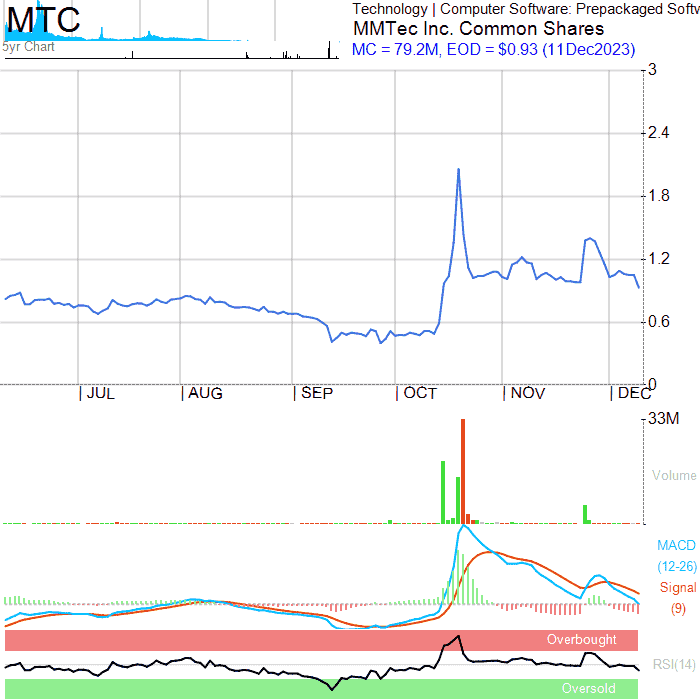 MTC
5yr Chart
Technology | Computer Software: Prepackaged Softw
MMTec Inc. Common Shares
MC = 79.2M, EOD = $0.93 (11Dec2023)
3
2.4
1.8
1.2
0.6
0
JUL AUG SEP OCT NOV DEC
33M
Volume
MACD
(12-26)
Signal
(9)
Overbought
RSI(14)
Oversold